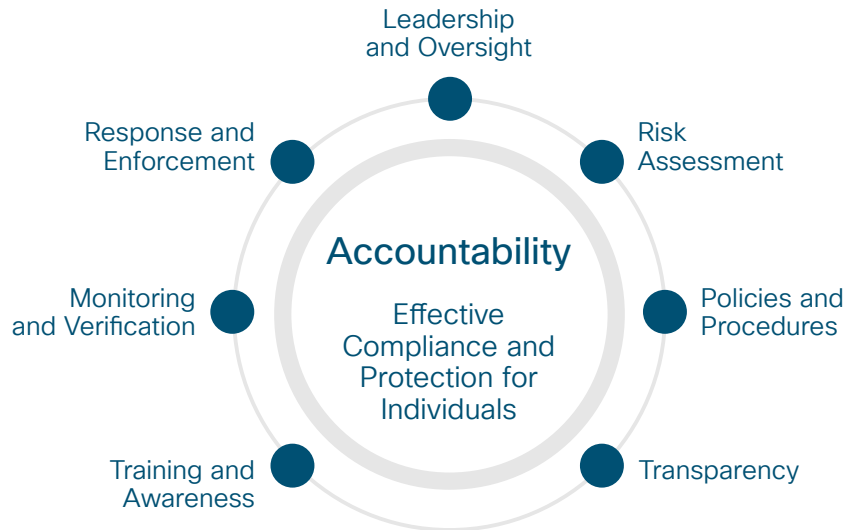 Leadership
and Oversight
Response and
Enforcement
Risk
Assessment
Accountability
Effective
Compliance and
Protection for
Individuals
Monitoring
and Verification
Policies and
Procedures
Training and
Awareness
Transparency